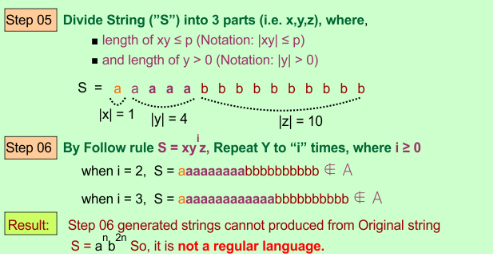 Step 05 Divide String ("S") into 3 parts (i.e. x,y,z), where,
■ length of xy ≤ p (Notation: |xy| ≤ p)
■ and length of y > 0 (Notation: |y| > 0)
S = a a a a a b b b b b b b b b b
|x| = 1 |y| = 4 |z| = 10
Step 06 By Follow rule S = xyⁱz, Repeat Y to "i" times, where i ≥ 0
when i = 2, S = aaaaaaaaabbbbbbbbbb ∉ A
when i = 3, S = aaaaaaaaaaaaabbbbbbbbbb ∉ A
Result: Step 06 generated strings cannot produced from Original string
S = aⁿb²ⁿ So, it is not a regular language.